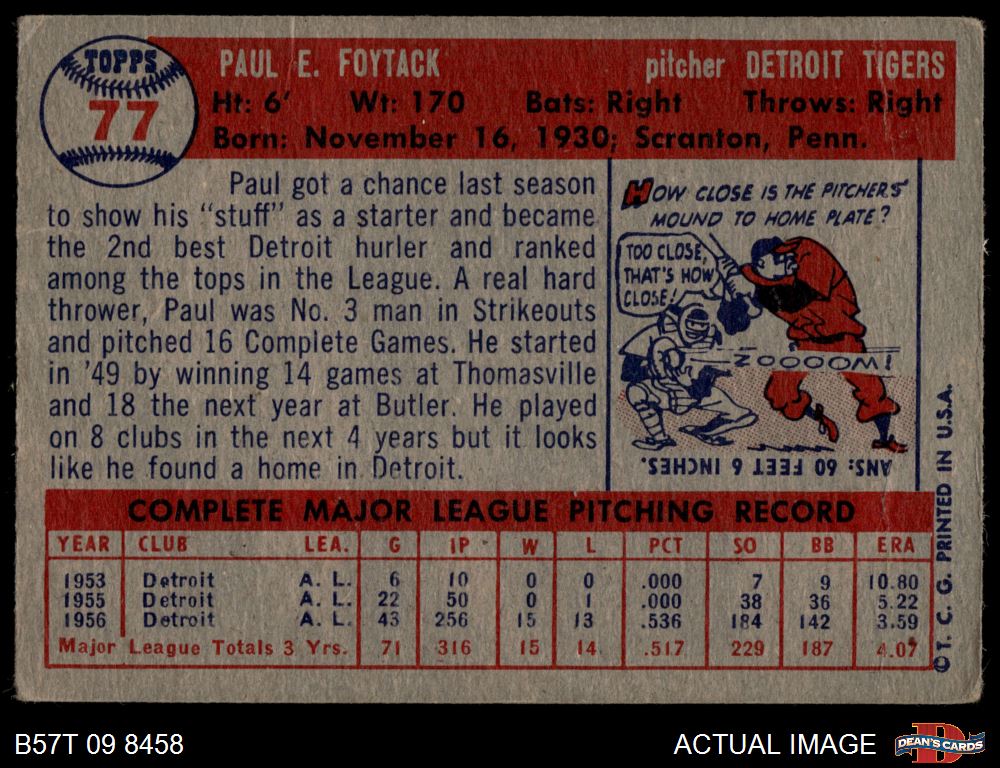 TOPPS
77
PAUL E. FOYTACK pitcher DETROIT TIGERS
Ht: 6' Wt: 170 Bats: Right Throws: Right
Born: November 16, 1930; Scranton, Penn.
Paul got a chance last season
to show his "stuff" as a starter and became
the 2nd best Detroit hurler and ranked
among the tops in the League. A real hard
thrower, Paul was No. 3 man in Strikeouts
and pitched 16 Complete Games. He started
in '49 by winning 14 games at Thomasville
and 18 the next year at Butler. He played
on 8 clubs in the next 4 years but it looks
like he found a home in Detroit.
HOW CLOSE IS THE PITCHERS'
MOUND TO HOME PLATE?
TOO CLOSE,
THAT'S HOW
CLOSE!
ZOOOOOM!
ANS: 60 FEET 6 INCHES.
COMPLETE MAJOR LEAGUE PITCHING RECORD
YEAR CLUB LEA. G IP W L PCT SO BB ERA
1953 Detroit A. L. 6 10 0 0 .000 7 9 10.80
1955 Detroit A. L. 22 50 0 1 .000 38 36 5.22
1956 Detroit A. L. 43 256 15 13 .536 184 142 3.59
Major League Totals 3 Yrs. 71 316 15 14 .517 229 187 4.07
© T. C. G. PRINTED IN U.S.A.
B57T 09 8458
ACTUAL IMAGE
D
DEAN'S CARDS